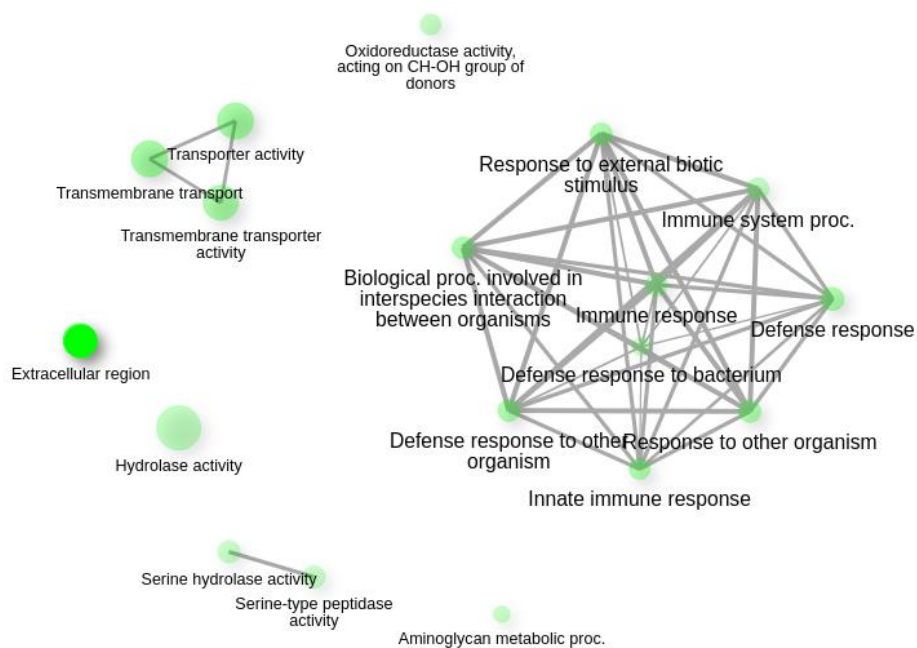 Oxidoreductase activity,
acting on CH-OH group of
donors
Transporter activity
Transmembrane transport
Transmembrane transporter
activity
Response to external biotic
stimulus
Immune system proc.
Biological proc. involved in
interspecies interaction
between organisms
Immune response
Defense response
Extracellular region
Defense response to bacterium
Defense response to other
organism
Response to other organism
Hydrolase activity
Innate immune response
Serine hydrolase activity
Serine-type peptidase
activity
Aminoglycan metabolic proc.